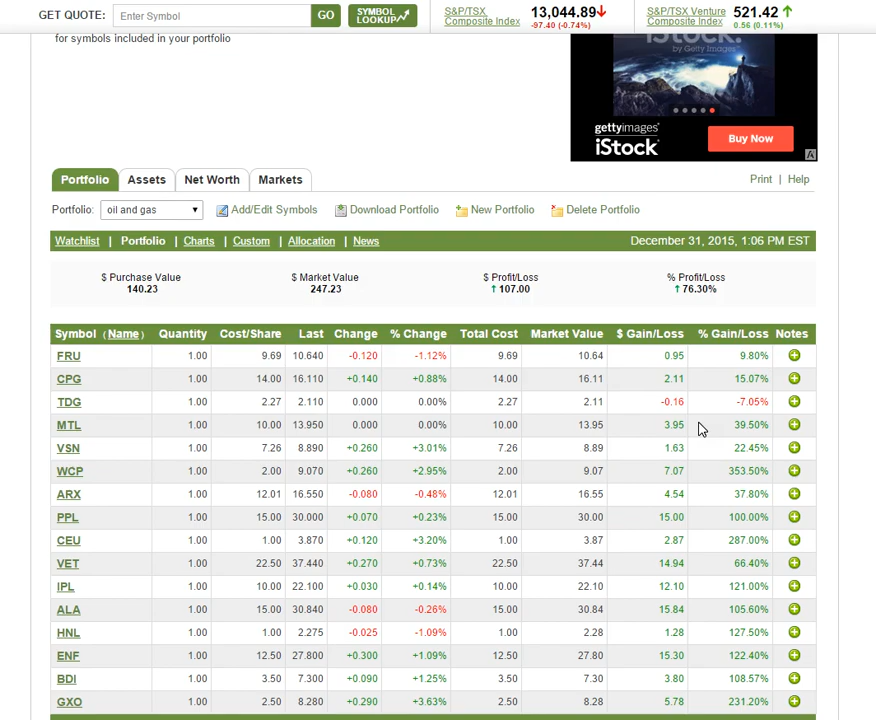 GET QUOTE: Enter Symbol GO SYMBOL LOOKUP S&P/TSX Composite Index 13,044.89 -97.40 (-0.74%) S&P/TSX Venture Composite Index 521.42 0.56 (0.11%)
for symbols included in your portfolio
iStock
by Getty Images
gettyimages
iStock
Buy Now
Portfolio Assets Net Worth Markets Print | Help
Portfolio: oil and gas Add/Edit Symbols Download Portfolio New Portfolio Delete Portfolio
Watchlist | Portfolio | Charts | Custom | Allocation | News December 31, 2015, 1:06 PM EST
$ Purchase Value $ Market Value $ Profit/Loss % Profit/Loss
140.23 247.23 107.00 76.30%
Symbol (Name) Quantity Cost/Share Last Change % Change Total Cost Market Value $ Gain/Loss % Gain/Loss Notes
FRU 1.00 9.69 10.640 -0.120 -1.12% 9.69 10.64 0.95 9.80%
CPG 1.00 14.00 16.110 +0.140 +0.88% 14.00 16.11 2.11 15.07%
TDG 1.00 2.27 2.110 0.000 0.00% 2.27 2.11 -0.16 -7.05%
MTL 1.00 10.00 13.950 0.000 0.00% 10.00 13.95 3.95 39.50%
VSN 1.00 7.26 8.890 +0.260 +3.01% 7.26 8.89 1.63 22.45%
WCP 1.00 2.00 9.070 +0.260 +2.95% 2.00 9.07 7.07 353.50%
ARX 1.00 12.01 16.550 -0.080 -0.48% 12.01 16.55 4.54 37.80%
PPL 1.00 15.00 30.000 +0.070 +0.23% 15.00 30.00 15.00 100.00%
CEU 1.00 1.00 3.870 +0.120 +3.20% 1.00 3.87 2.87 287.00%
VET 1.00 22.50 37.440 +0.270 +0.73% 22.50 37.44 14.94 66.40%
IPL 1.00 10.00 22.100 +0.030 +0.14% 10.00 22.10 12.10 121.00%
ALA 1.00 15.00 30.840 -0.080 -0.26% 15.00 30.84 15.84 105.60%
HNL 1.00 1.00 2.275 -0.025 -1.09% 1.00 2.28 1.28 127.50%
ENF 1.00 12.50 27.800 +0.300 +1.09% 12.50 27.80 15.30 122.40%
BDI 1.00 3.50 7.300 +0.090 +1.25% 3.50 7.30 3.80 108.57%
GXO 1.00 2.50 8.280 +0.290 +3.63% 2.50 8.28 5.78 231.20%